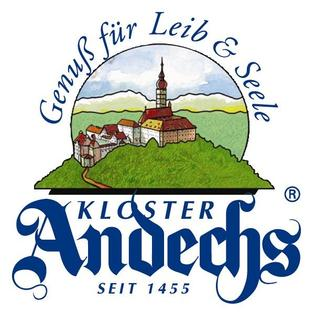 Genuß für Leib & Seele
KLOSTER ®
Andechs
SEIT 1455